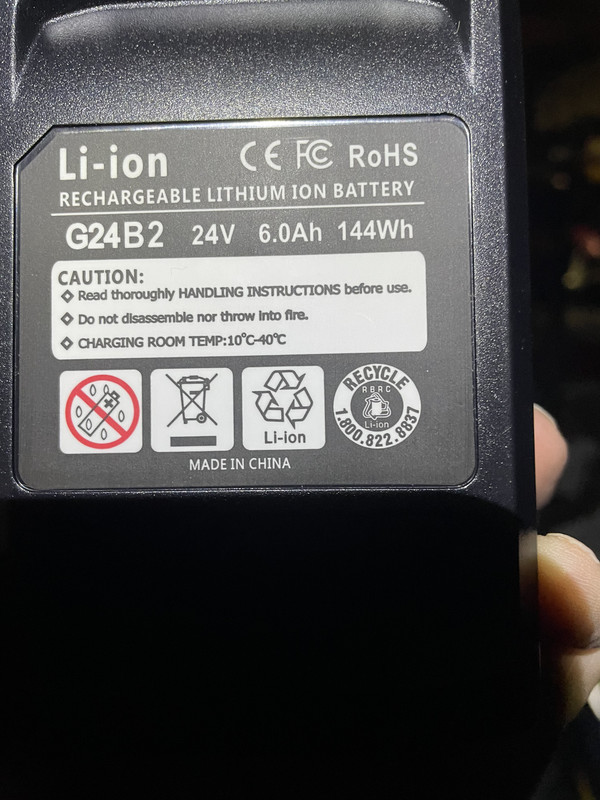 Li-ion CE FC RoHS
RECHARGEABLE LITHIUM ION BATTERY
G24B2 24V 6.0Ah 144Wh
CAUTION:
Read thoroughly HANDLING INSTRUCTIONS before use.
Do not disassemble nor throw into fire.
CHARGING ROOM TEMP:10°C-40°C
Li-ion
RECYCLE
RBRC
Li-ion
1.800.822.8837
MADE IN CHINA